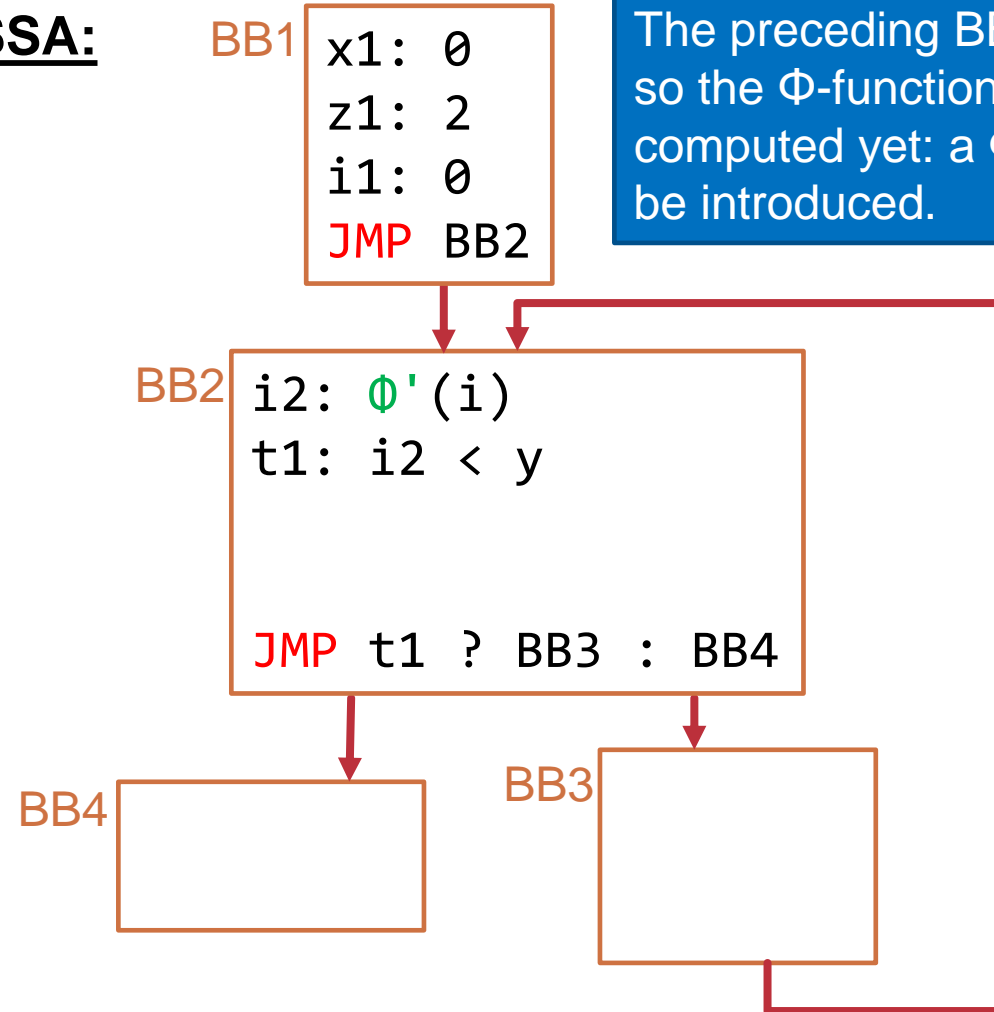 SSA:
BB1
x1: 0
z1: 2
i1: 0
JMP BB2
The preceding
so the Φ-function
computed yet: a
be introduced.
BB2
i2: Φ'(i)
t1: i2 < y
JMP t1 ? BB3 : BB4
BB4
BB3